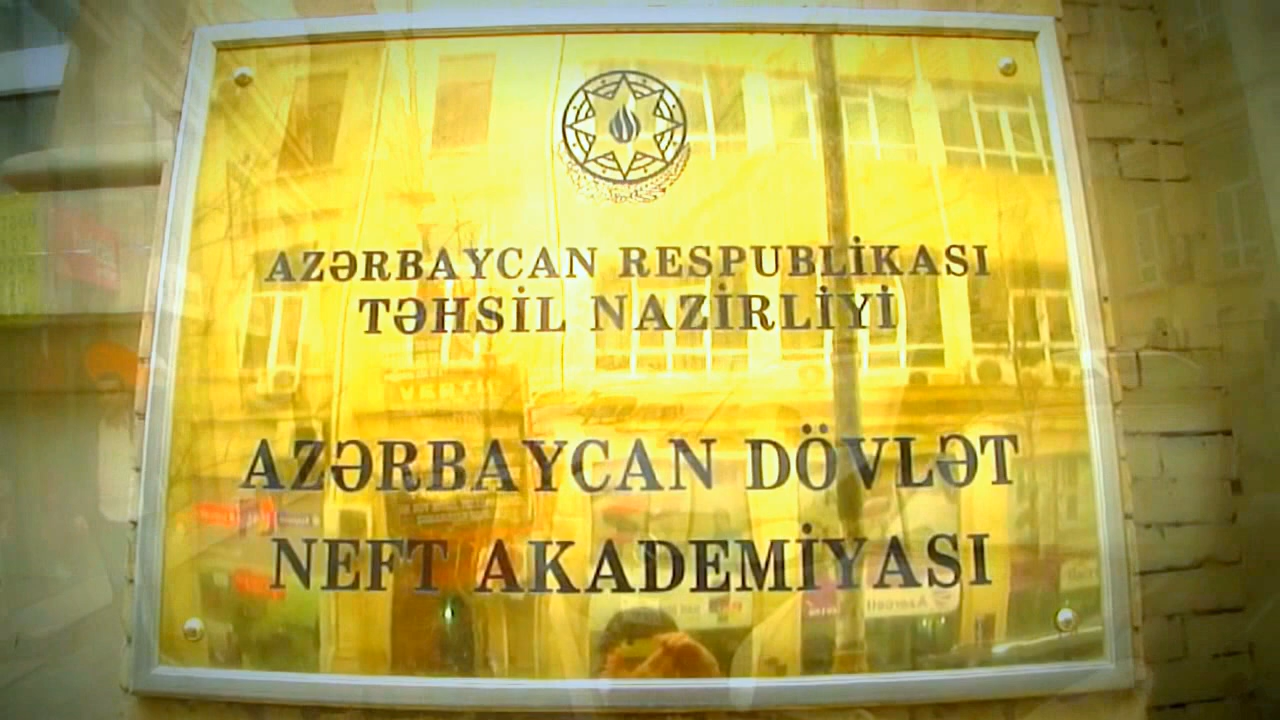 AZƏRBAYCAN RESPUBLİKASI
TƏHSİL NAZİRLİYİ
AZƏRBAYCAN DÖVLƏT
NEFT AKADEMİYASI